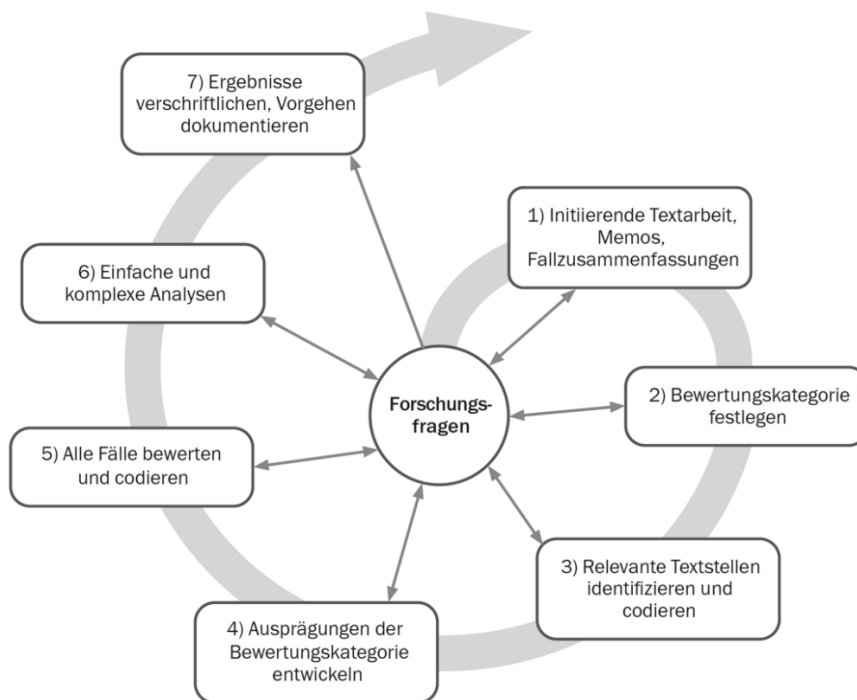 7) Ergebnisse
verschriftlichen, Vorgehen
dokumentieren
1) Initiierende Textarbeit,
Memos,
Fallzusammenfassungen
6) Einfache und
komplexe Analysen
Forschungs-
fragen
2) Bewertungskategorie
festlegen
5) Alle Fälle bewerten
und codieren
3) Relevante Textstellen
identifizieren und
codieren
4) Ausprägungen der
Bewertungskategorie
entwickeln